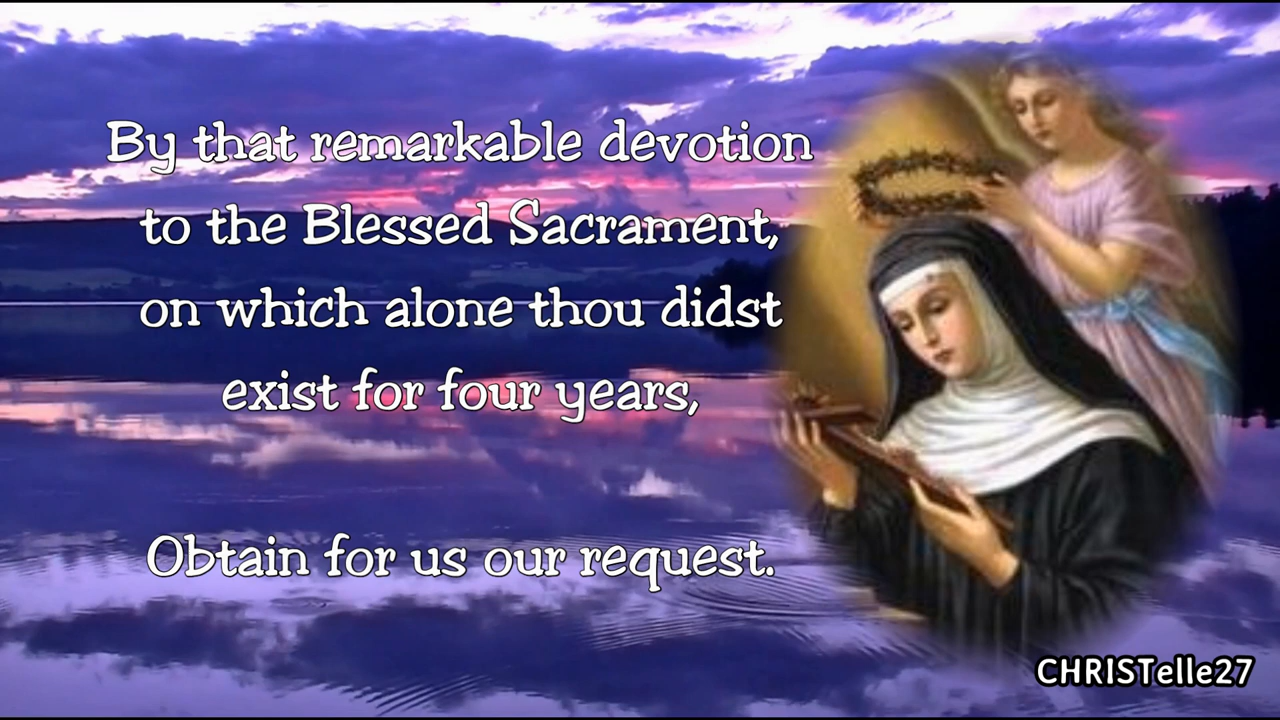 By that remarkable devotion
to the Blessed Sacrament,
on which alone thou didst
exist for four years,
Obtain for us our request.
CHRISTelle27